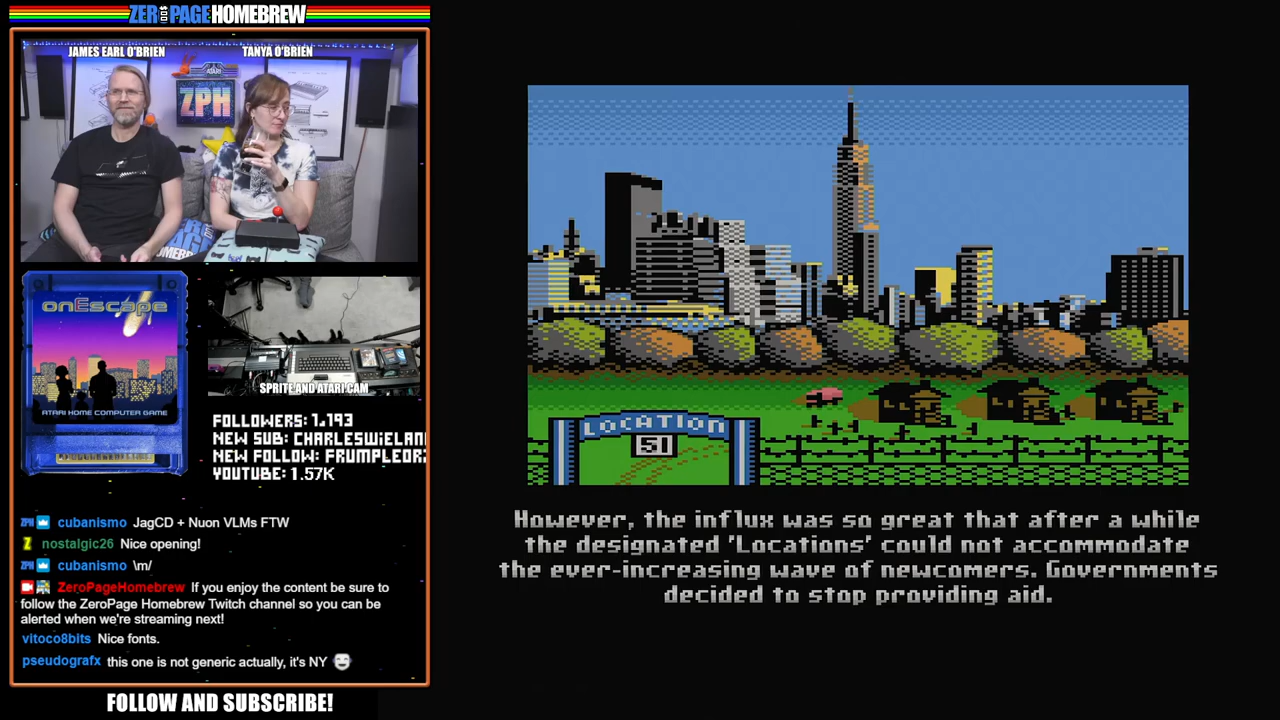 ZEROPAGE HOMEBREW
JAMES EARL O'BRIEN
TANYA O'BRIEN
ATARI
ZPH
onEscape
ATARI HOME COMPUTER GAME
SPRITE AND ATARI CAM
FOLLOWERS: 1,193
NEW SUB: CHARLESWIELAN
NEW FOLLOW: FRUMPLEORZ
YOUTUBE: 1.57K
cubanismo JagCD + Nuon VLMs FTW
nostalgic26 Nice opening!
cubanismo \m/
ZeroPageHomebrew If you enjoy the content be sure to
follow the ZeroPage Homebrew Twitch channel so you can be
alerted when we're streaming next!
vitoco8bits Nice fonts.
pseudografx this one is not generic actually, it's NY
FOLLOW AND SUBSCRIBE!
LOCATION
51
However, the influx was so great that after a while
the designated 'Locations' could not accommodate
the ever-increasing wave of newcomers. Governments
decided to stop providing aid.